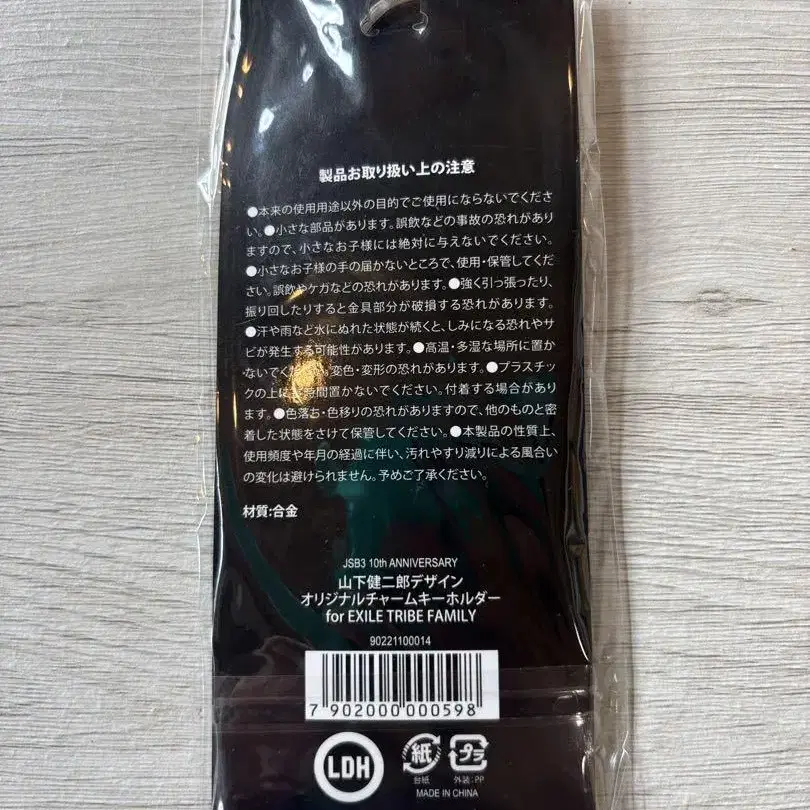 製品お取り扱い上の注意
●本来の使用用途以外の目的でご使用にならないでくださ
い。●小さな部品があります。誤飲などの事故の恐れがあり
ますので、小さなお子様には絶対に与えないでください。
●小さなお子様の手の届かないところで、使用・保管してくだ
さい。誤飲やケガなどの恐れがあります。●強く引っ張ったり、
振り回したりすると金具部分が破損する恐れがあります。
●汗や雨など水にぬれた状態が続くと、しみになる恐れやサ
ビが発生する可能性があります。●高温・多湿な場所に置か
ないでください。変色・変形の恐れがあります。●プラスチッ
クの上に長時間置かないでください。付着する場合があり
ます。●色落ち・色移りの恐れがありますので、他のものと密
着した状態をさけて保管してください。●本製品の性質上、
使用頻度や年月の経過に伴い、汚れやすり減りによる風合い
の変化は避けられません。予めご了承ください。
材質:合金
JSB3 10th ANNIVERSARY
山下健二郎デザイン
オリジナルチャームキーホルダー
for EXILE TRIBE FAMILY
90221100014
7 902000 000598
LDH
紙
台紙
プラ
外装:PP
MADE IN CHINA